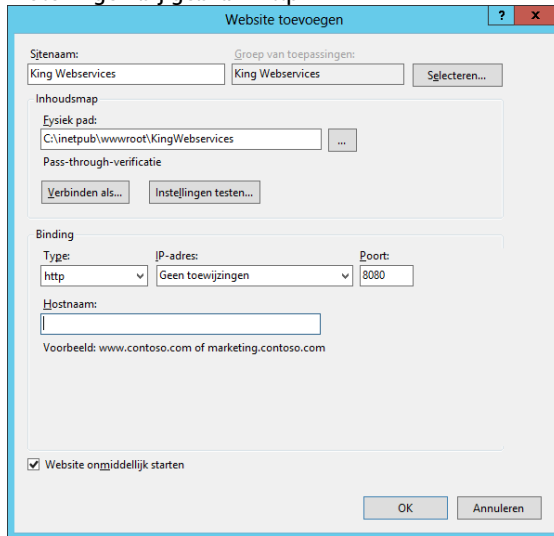 Website toevoegen
? x
Sitenaam: Groep van toepassingen:
King Webservices King Webservices Selecteren...
Inhoudsmap
Fysiek pad:
C:\inetpub\wwwroot\KingWebservices ...
Pass-through-verificatie
Verbinden als... Instellingen testen...
Binding
Type: IP-adres: Poort:
http Geen toewijzingen 8080
Hostnaam:
Voorbeeld: www.contoso.com of marketing.contoso.com
Website onmiddellijk starten
OK Annuleren